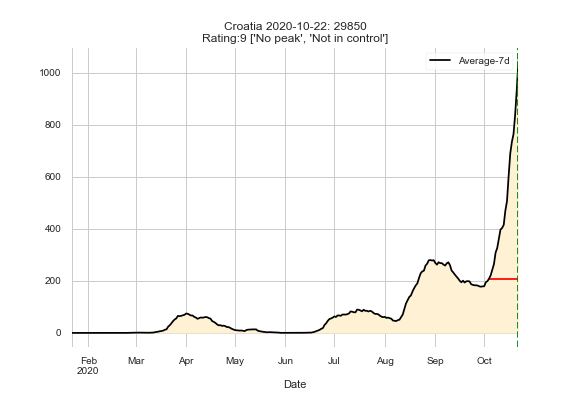 Croatia 2020-10-22: 29850
Rating:9 ['No peak', 'Not in control']
Average-7d
1000
800
600
400
200
0
Feb Mar Apr May Jun Jul Aug Sep Oct
2020
Date